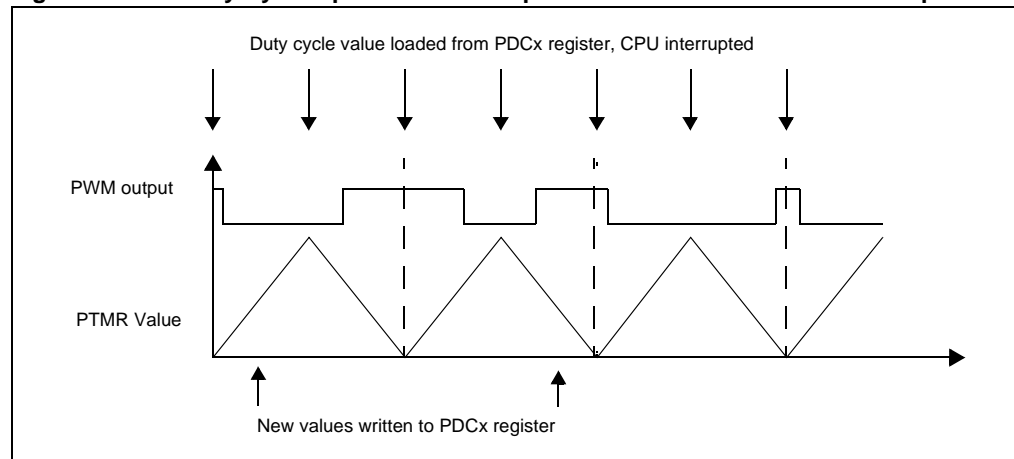 Duty cycle value loaded from PDCx register, CPU interrupted
PWM output
PTMR Value
New values written to PDCx register